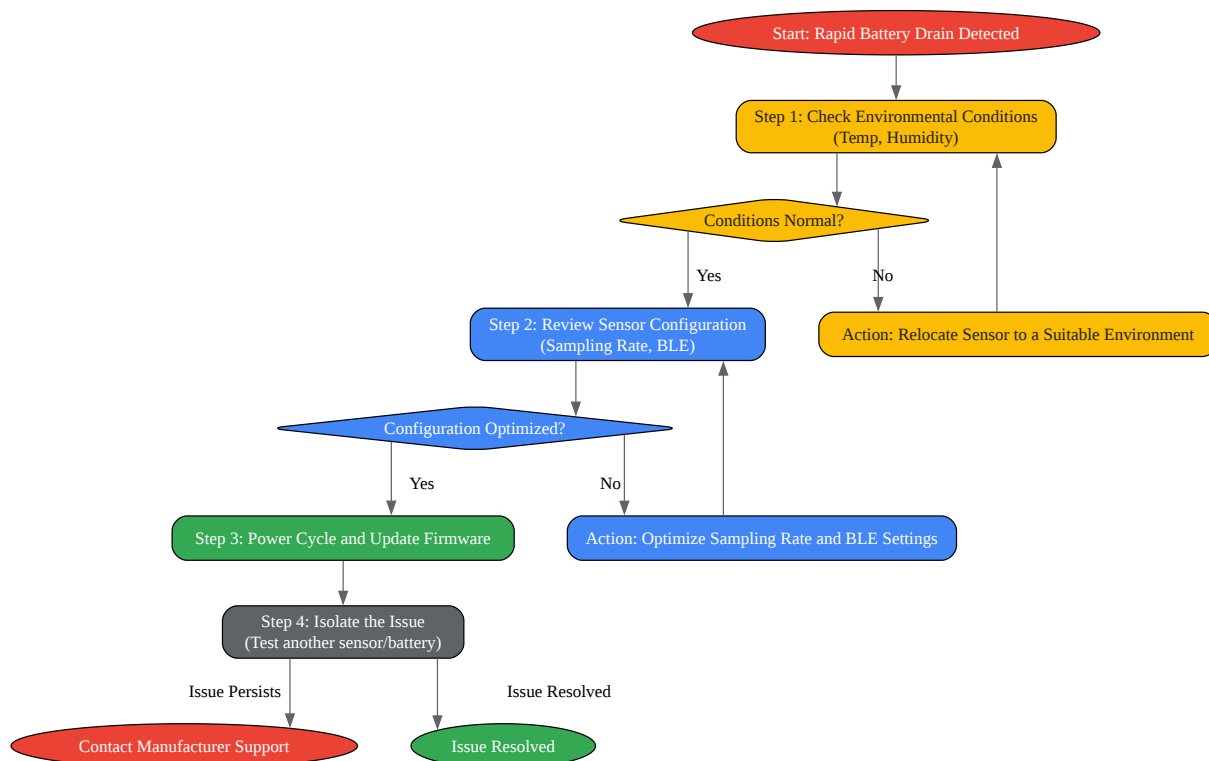 Start: Rapid Battery Drain Detected
Step 1: Check Environmental Conditions
(Temp, Humidity)
Conditions Normal?
Yes
No
Step 2: Review Sensor Configuration
(Sampling Rate, BLE)
Action: Relocate Sensor to a Suitable Environment
Configuration Optimized?
Yes
No
Step 3: Power Cycle and Update Firmware
Action: Optimize Sampling Rate and BLE Settings
Step 4: Isolate the Issue
(Test another sensor/battery)
Issue Persists
Issue Resolved
Contact Manufacturer Support
Issue Resolved